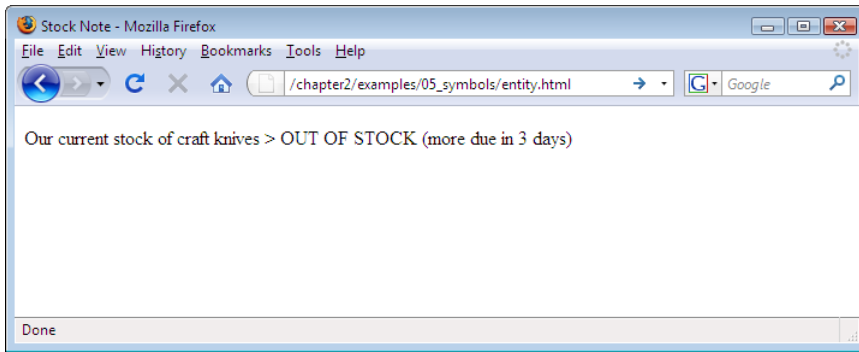 Stock Note - Mozilla Firefox
File Edit View History Bookmarks Tools Help
/chapter2/examples/05_symbols/entity.html G Google
Our current stock of craft knives > OUT OF STOCK (more due in 3 days)
Done